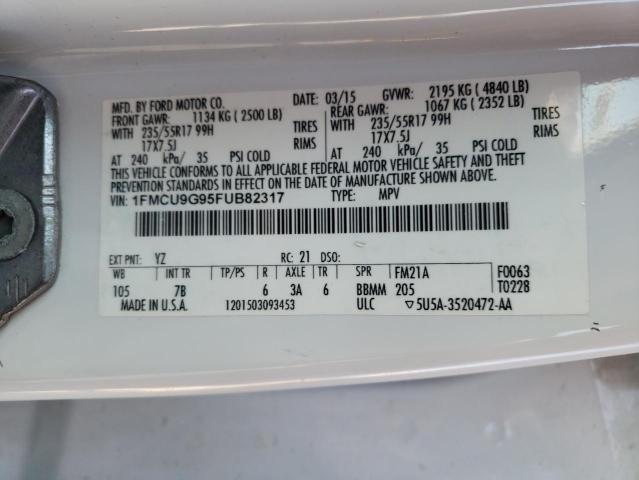 MFD. BY FORD MOTOR CO. DATE: 03/15 GVWR: 2195 KG ( 4840 LB)
FRONT GAWR: 1134 KG ( 2500 LB) REAR GAWR: 1067 KG ( 2352 LB)
WITH 235/55R17 99H TIRES WITH 235/55R17 99H TIRES
17X7.5J RIMS 17X7.5J RIMS
AT 240 kPa/ 35 PSI COLD AT 240 kPa/ 35 PSI COLD
THIS VEHICLE CONFORMS TO ALL APPLICABLE FEDERAL MOTOR VEHICLE SAFETY AND THEFT
PREVENTION STANDARDS IN EFFECT ON THE DATE OF MANUFACTURE SHOWN ABOVE.
VIN: 1FMCU9G95FUB82317 TYPE: MPV
EXT PNT: YZ RC: 21 DSO:
WB INT TR TP/PS R AXLE TR SPR FM21A F0063
105 7B 6 3A 6 BBMM 205 T0228
MADE IN U.S.A. 1201503093453 ULC ▽5U5A-3520472-AA